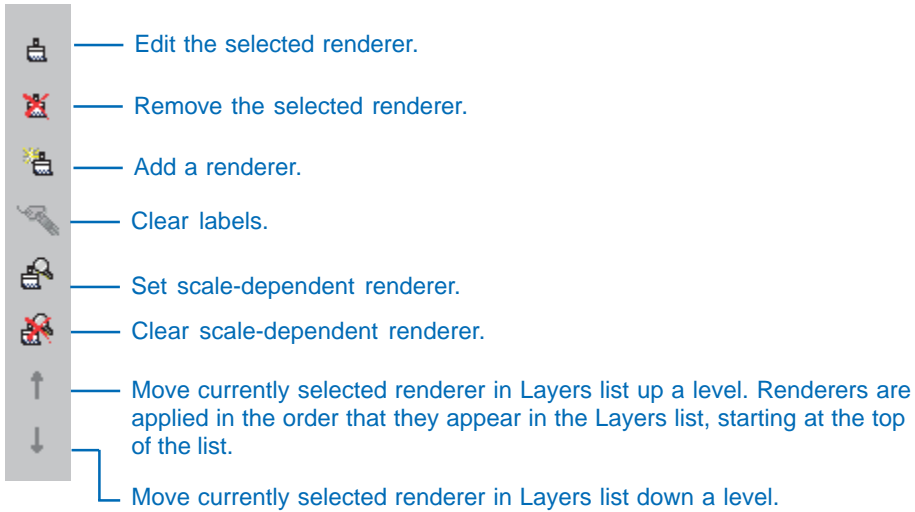 Edit the selected renderer.
Remove the selected renderer.
Add a renderer.
Clear labels.
Set scale-dependent renderer.
Clear scale-dependent renderer.
Move currently selected renderer in Layers list up a level. Renderers are
applied in the order that they appear in the Layers list, starting at the top
of the list.
Move currently selected renderer in Layers list down a level.